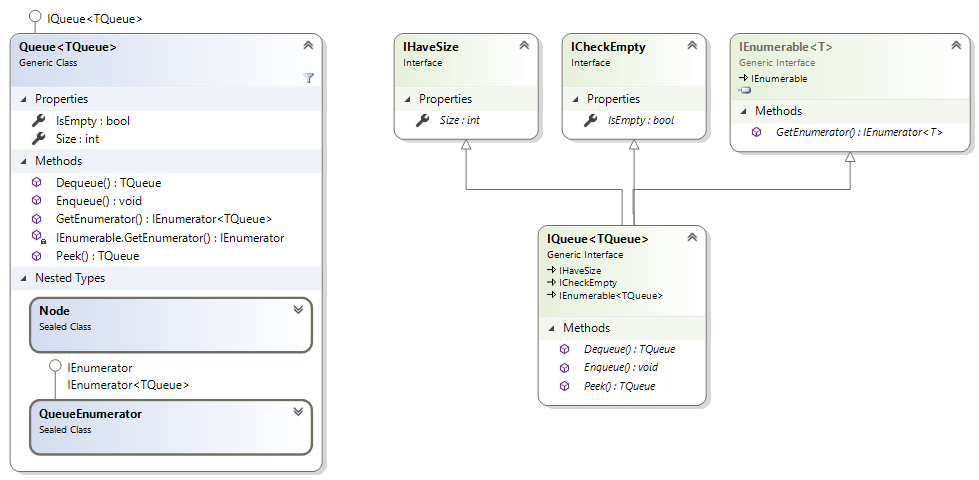 IQueue<TQueue>
Queue<TQueue>
Generic Class
Properties
IsEmpty : bool
Size : int
Methods
Dequeue() : TQueue
Enqueue() : void
GetEnumerator() : IEnumerator<TQueue>
IEnumerable.GetEnumerator() : IEnumerator
Peek() : TQueue
Nested Types
Node
Sealed Class
IEnumerator
IEnumerator<TQueue>
QueueEnumerator
Sealed Class
IHaveSize
Interface
Properties
Size : int
ICheckEmpty
Interface
Properties
IsEmpty : bool
IEnumerable<T>
Generic Interface
IEnumerable
Methods
GetEnumerator() : IEnumerator<T>
IQueue<TQueue>
Generic Interface
IHaveSize
ICheckEmpty
IEnumerable<TQueue>
Methods
Dequeue() : TQueue
Enqueue() : void
Peek() : TQueue